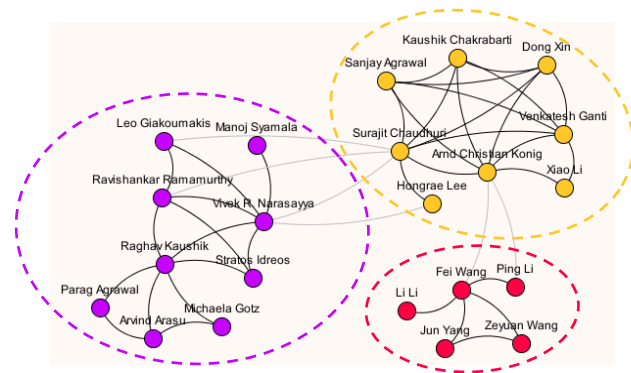 Kaushik Chakrabarti
Dong Xin
Sanjay Agrawal
Venkatesh Ganti
Leo Giakoumakis
Manoj Syamala
Surajit Chaudhuri
Arnd Christian Konig
Xiao Li
Ravishankar Ramamurthy
Hongrae Lee
Vivek R. Narasayya
Raghav Kaushik
Stratos Idreos
Fei Wang
Ping Li
Parag Agrawal
Li Li
Michaela Gotz
Arvind Arasu
Jun Yang
Zeyuan Wang